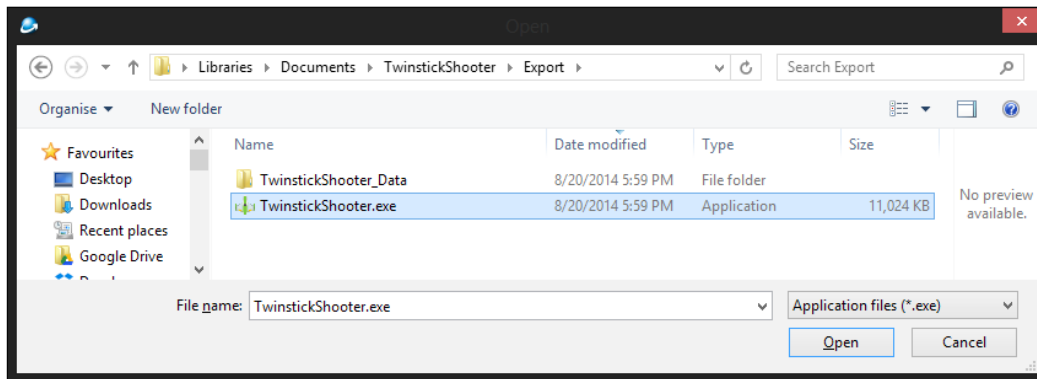 Open
Libraries Documents TwinstickShooter Export
Search Export
Organise New folder
Name Date modified Type Size
Favourites
Desktop
Downloads
Recent places
Google Drive
TwinstickShooter_Data 8/20/2014 5:59 PM File folder
TwinstickShooter.exe 8/20/2014 5:59 PM Application 11,024 KB
No preview
available.
File name: TwinstickShooter.exe
Application files (*.exe)
Open Cancel